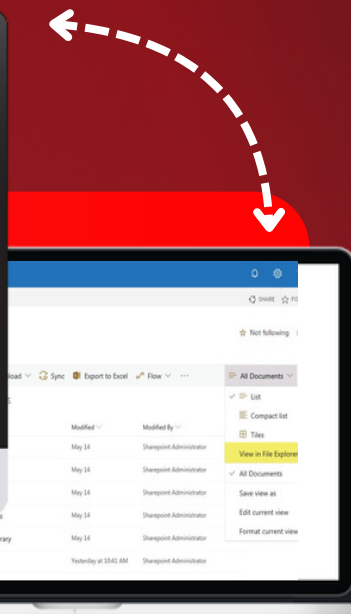 SHARE
Not following
Sync Export to Excel Flow ··· All Documents
List
Compact list
Tiles
View in File Explorer
All Documents
Save view as
Edit current view
Format current view
Modified Modified By
May 14 Sharepoint Administrator
May 14 Sharepoint Administrator
May 14 Sharepoint Administrator
May 14 Sharepoint Administrator
May 14 Sharepoint Administrator
Yesterday at 10:41 AM Sharepoint Administrator